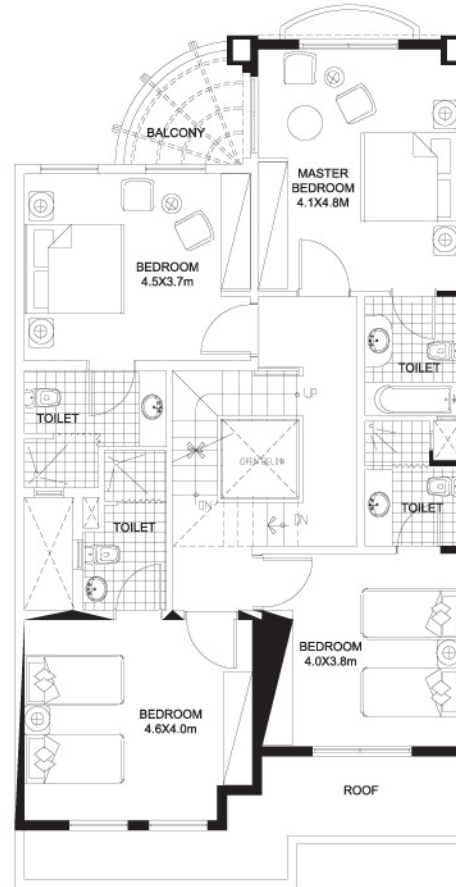 BALCONY
MASTER
BEDROOM
4.1X4.8M
BEDROOM
4.5X3.7m
TOILET
UP
TOILET
OPEN BELOW
DN
DN
TOILET
TOILET
BEDROOM
4.0X3.8m
BEDROOM
4.6X4.0m
ROOF